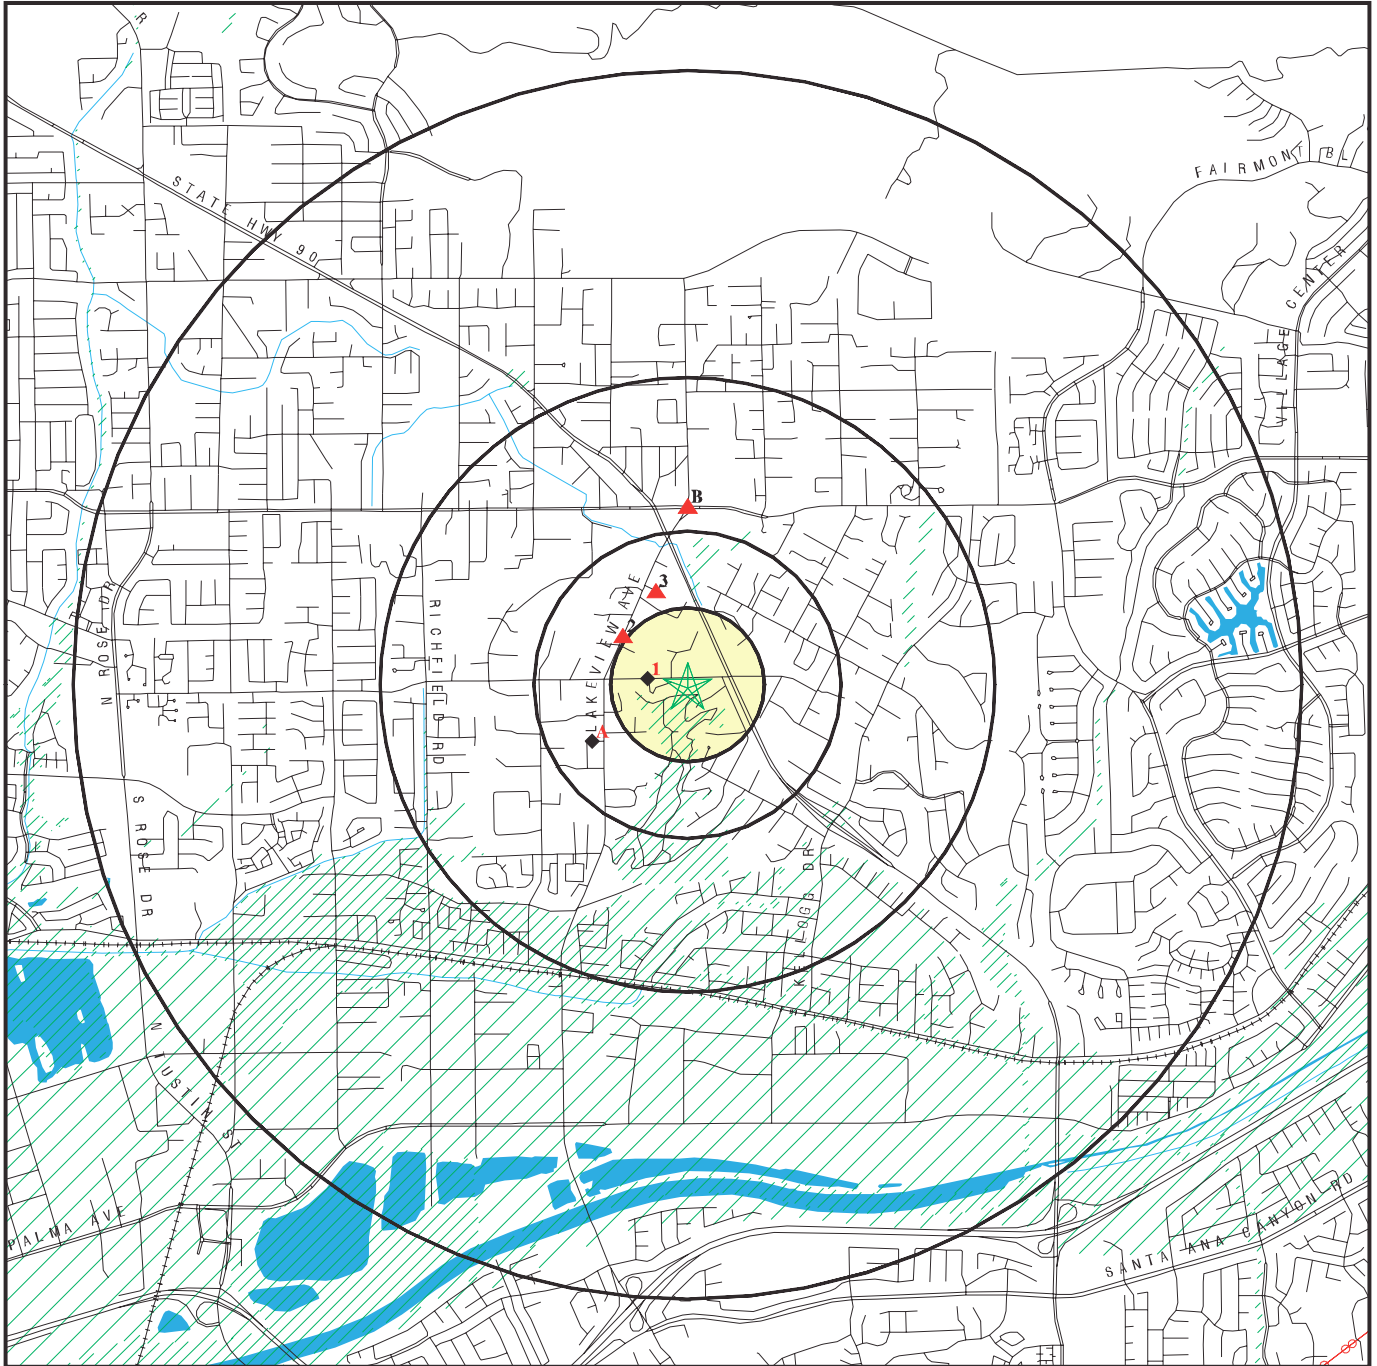 R
FAIRMONT BL
STATE HWY 90
VILLAGE CENTER
B
3
2
LAKEVIEW AVE
1
A
N ROSE DR
RICHFIELD RD
S ROSE DR
KELLOGG DR
N TUSTIN ST
PALMA AVE
SANTA ANA CANYON RD